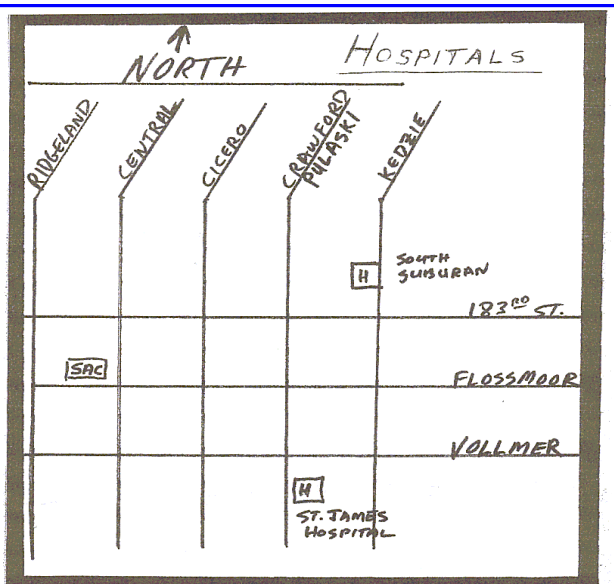 NORTH
HOSPITALS
RIDGELAND
CENTRAL
CICERO
CRAWFORD
PULASKI
KEDZIE
H
SOUTH
SUBURAN
183RD ST.
SAC
FLOSSMOOR
VOLLMER
H
ST. JAMES
HOSPITAL